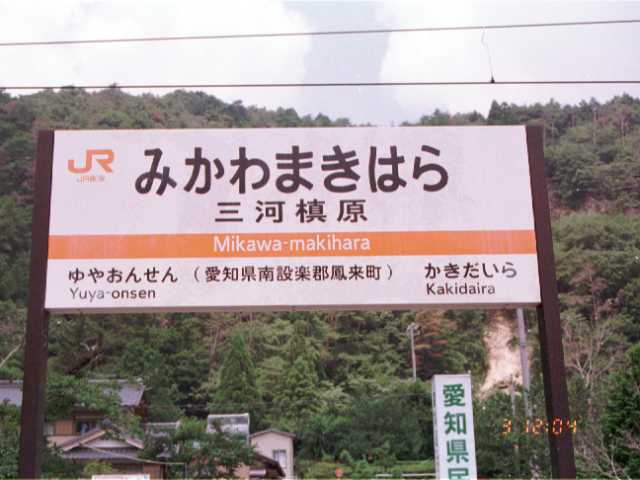 JR
JR東海
みかわまきはら
三河槙原
Mikawa-makihara
ゆやおんせん (愛知県南設楽郡鳳来町) かきだいら
Yuya-onsen Kakidaira
愛知県民
3 12:04